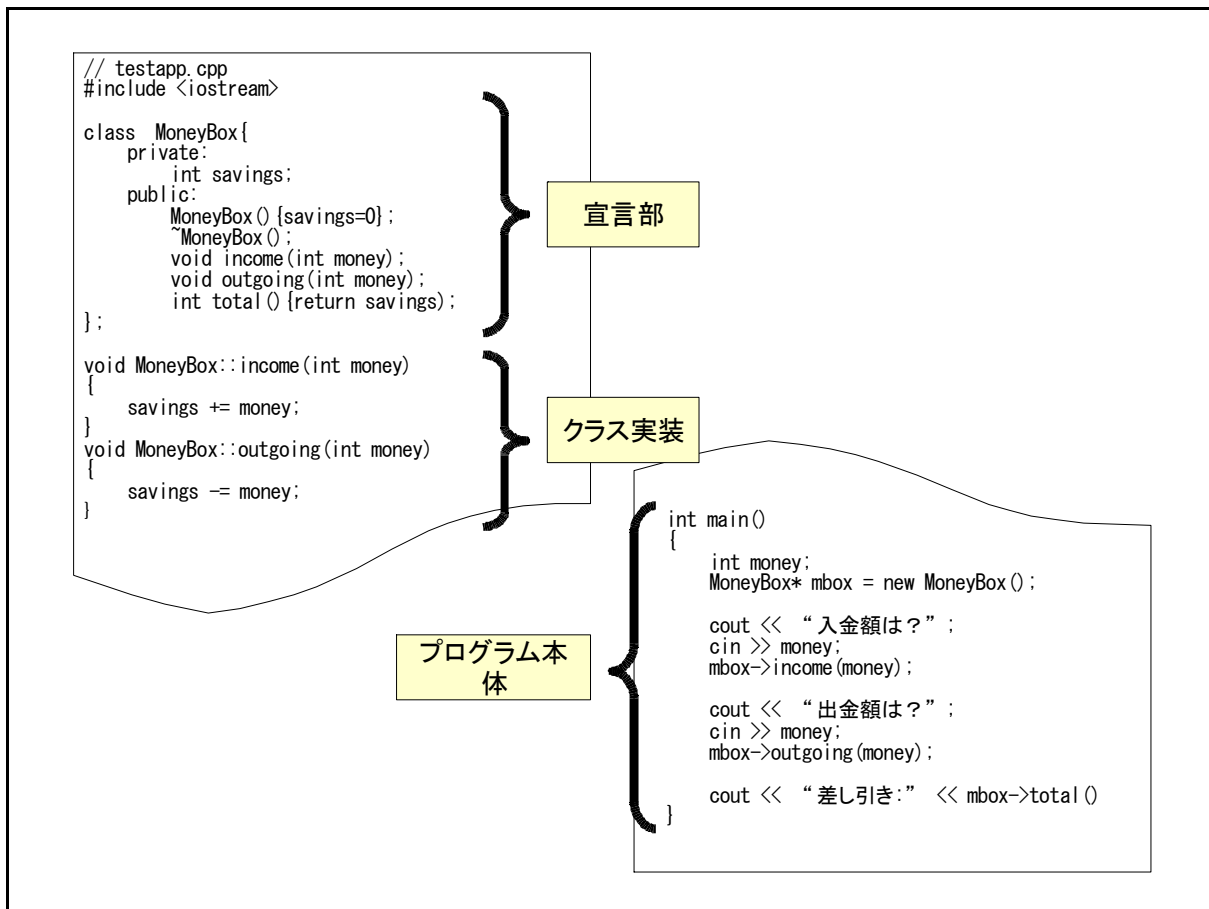 // testapp.cpp
#include <iostream>
class MoneyBox{
private:
int savings;
public:
MoneyBox(){savings=0};
~MoneyBox();
void income(int money);
void outgoing(int money);
int total(){return savings);
};
void MoneyBox::income(int money)
{
savings += money;
}
void MoneyBox::outgoing(int money)
{
savings -= money;
}
宣言部
クラス実装
プログラム本
体
int main()
{
int money;
MoneyBox* mbox = new MoneyBox();
cout << “入金額は？”;
cin >> money;
mbox->income(money);
cout << “出金額は？”;
cin >> money;
mbox->outgoing(money);
cout << “差し引き:” << mbox->total()
}